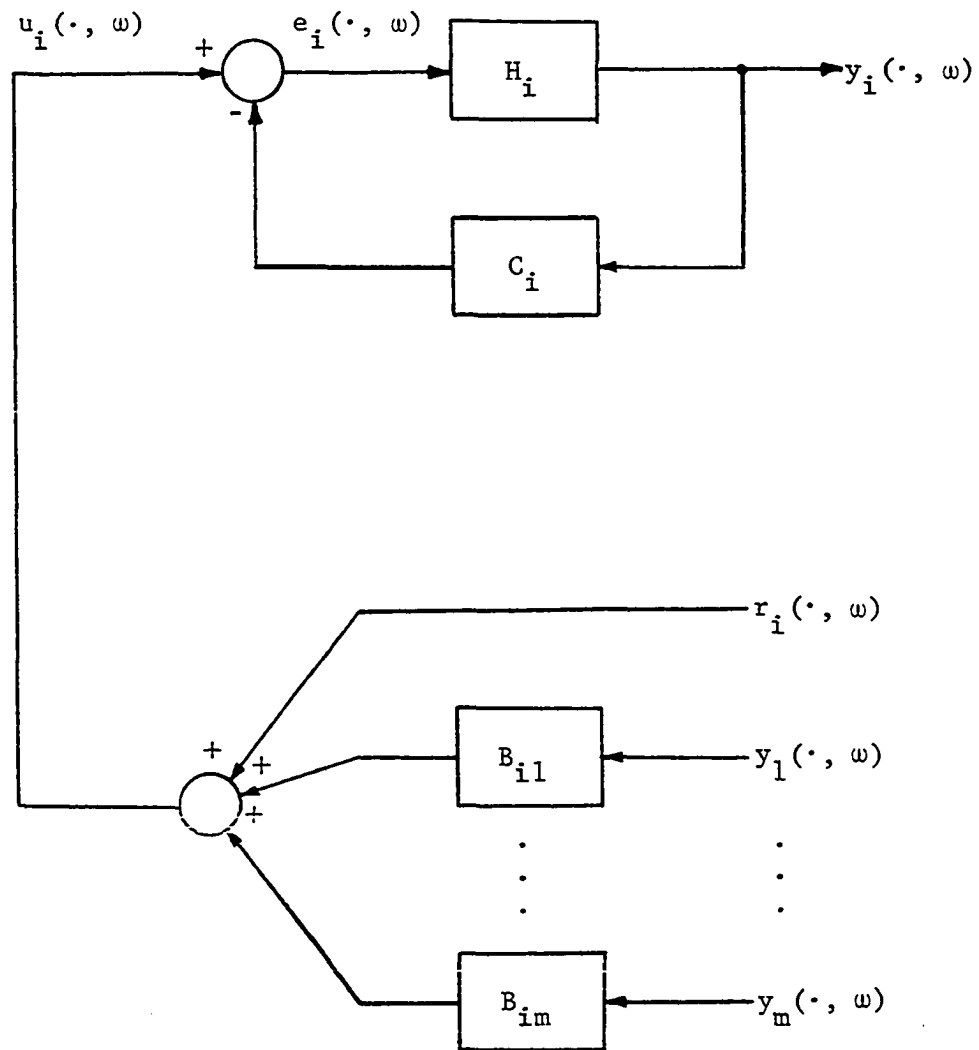 u_i(·, ω)
e_i(·, ω)
+
-
H_i
y_i(·, ω)
C_i
r_i(·, ω)
+
+
+
B_i1
y_1(·, ω)
.
.
.
.
.
.
B_im
y_m(·, ω)